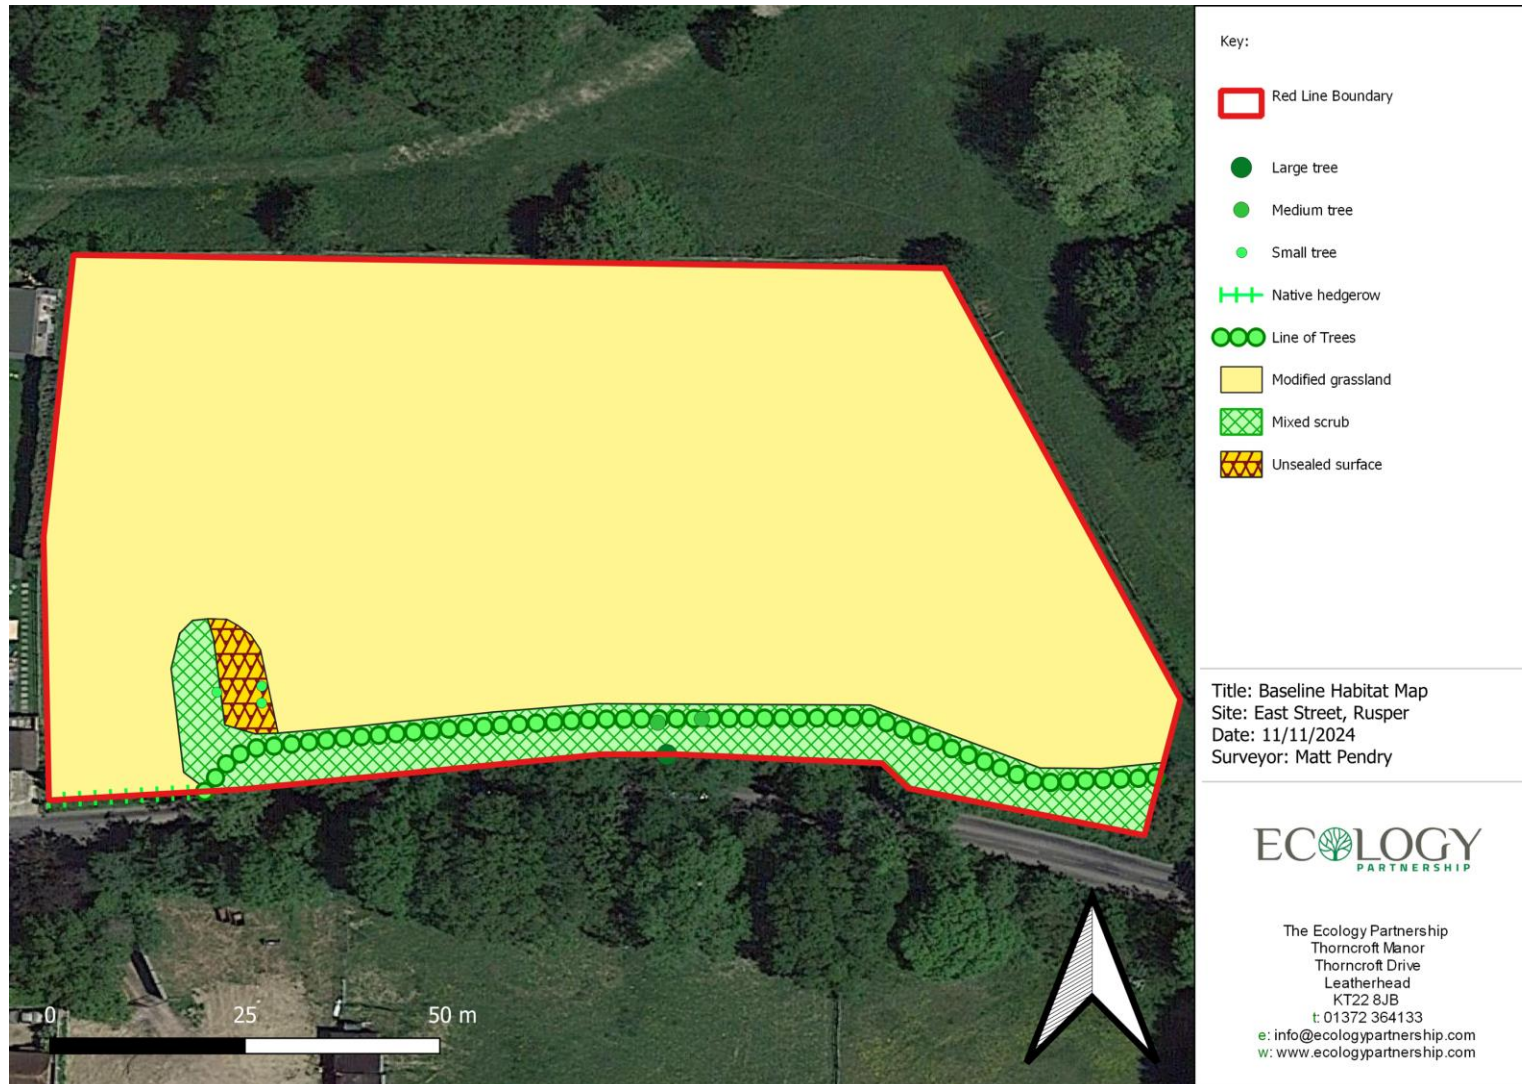 Key:
Red Line Boundary
Large tree
Medium tree
Small tree
Native hedgerow
Line of Trees
Modified grassland
Mixed scrub
Unsealed surface
Title: Baseline Habitat Map
Site: East Street, Rusper
Date: 11/11/2024
Surveyor: Matt Pendry
ECOLOGY
PARTNERSHIP
The Ecology Partnership
Thorncroft Manor
Thorncroft Drive
Leatherhead
KT22 8JB
t: 01372 364133
e: info@ecologypartnership.com
w: www.ecologypartnership.com
0 25 50 m